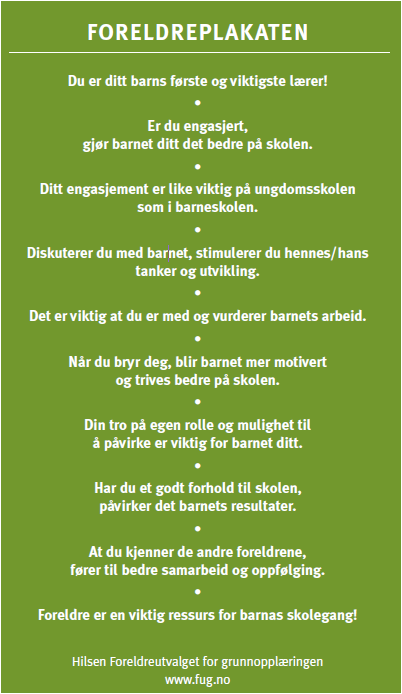 FORELDREPLAKATEN
Du er ditt barns første og viktigste lærer!
•
Er du engasjert,
gjør barnet ditt det bedre på skolen.
•
Ditt engasjement er like viktig på ungdomsskolen
som i barneskolen.
•
Diskuterer du med barnet, stimulerer du hennes/hans
tanker og utvikling.
•
Det er viktig at du er med og vurderer barnets arbeid.
•
Når du bryr deg, blir barnet mer motivert
og trives bedre på skolen.
•
Din tro på egen rolle og mulighet til
å påvirke er viktig for barnet ditt.
•
Har du et godt forhold til skolen,
påvirker det barnets resultater.
•
At du kjenner de andre foreldrene,
fører til bedre samarbeid og oppfølging.
•
Foreldre er en viktig ressurs for barnas skolegang!
Hilsen Foreldreutvalget for grunnopplæringen
www.fug.no